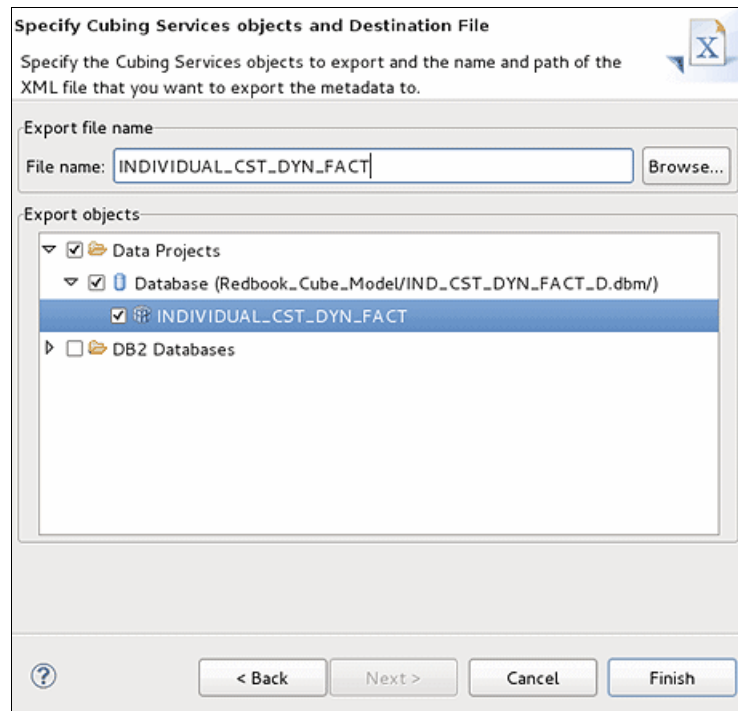 Specify Cubing Services objects and Destination File
Specify the Cubing Services objects to export and the name and path of the
XML file that you want to export the metadata to.
X
Export file name
File name: INDIVIDUAL_CST_DYN_FACT Browse...
Export objects
Data Projects
Database (Redbook_Cube_Model/IND_CST_DYN_FACT_D.dbm/)
INDIVIDUAL_CST_DYN_FACT
DB2 Databases
? < Back Next > Cancel Finish